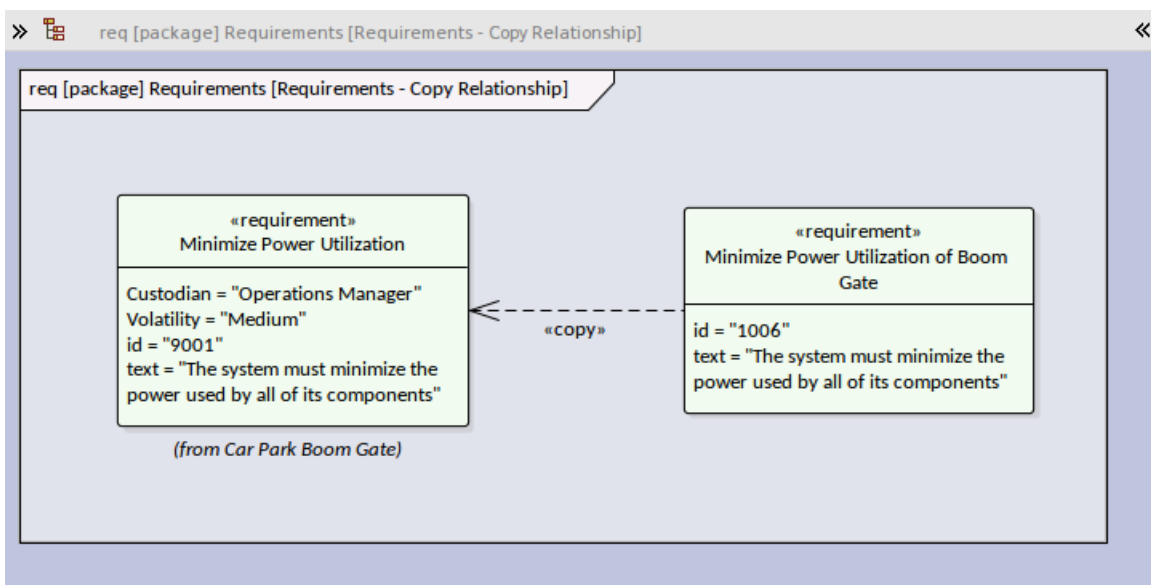 req [package] Requirements [Requirements - Copy Relationship]
req [package] Requirements [Requirements - Copy Relationship]
«requirement»
Minimize Power Utilization
Custodian = "Operations Manager"
Volatility = "Medium"
id = "9001"
text = "The system must minimize the
power used by all of its components"
(from Car Park Boom Gate)
«copy»
«requirement»
Minimize Power Utilization of Boom
Gate
id = "1006"
text = "The system must minimize the
power used by all of its components"